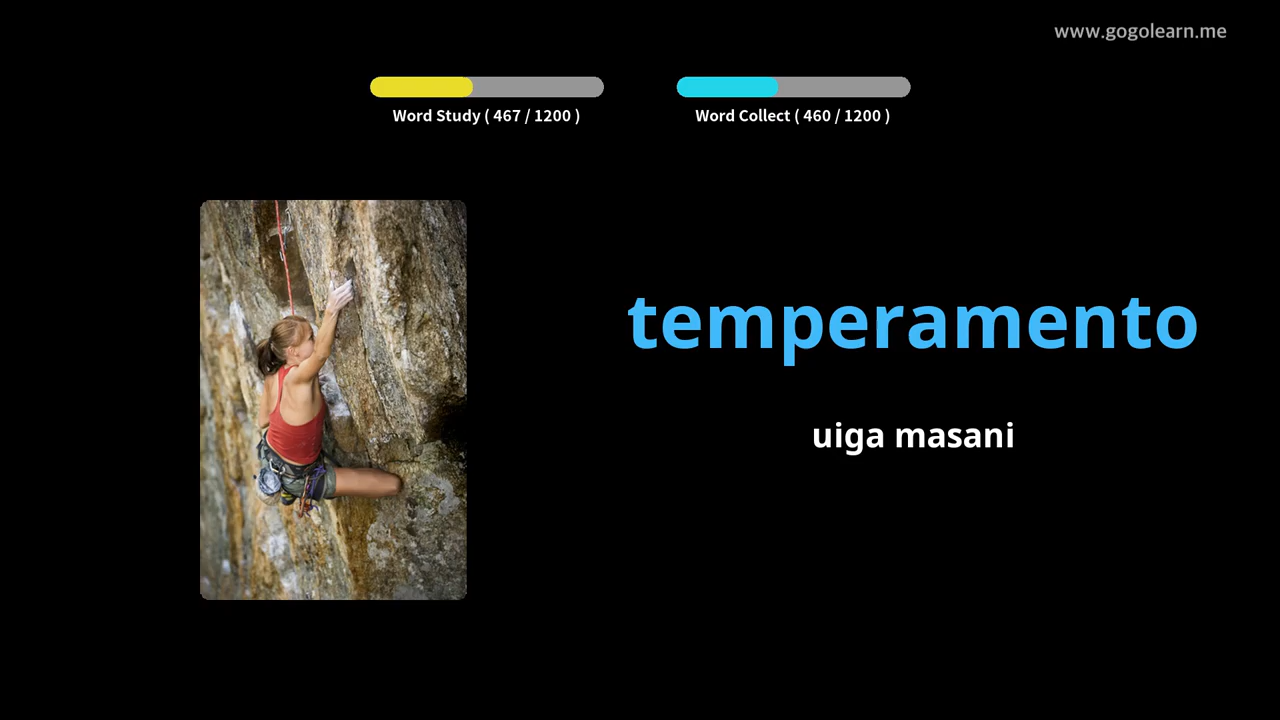 www.gogolearn.me
Word Study ( 467 / 1200 )
Word Collect ( 460 / 1200 )
temperamento
uiga masani